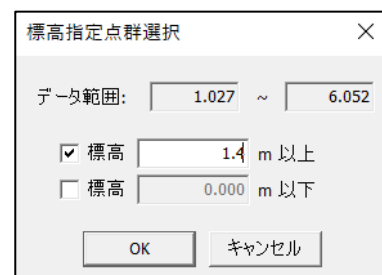 標高指定点群選択
データ範囲: 1.027 ~ 6.052
標高 1.4 m 以上
標高 0.000 m 以下
OK キャンセル